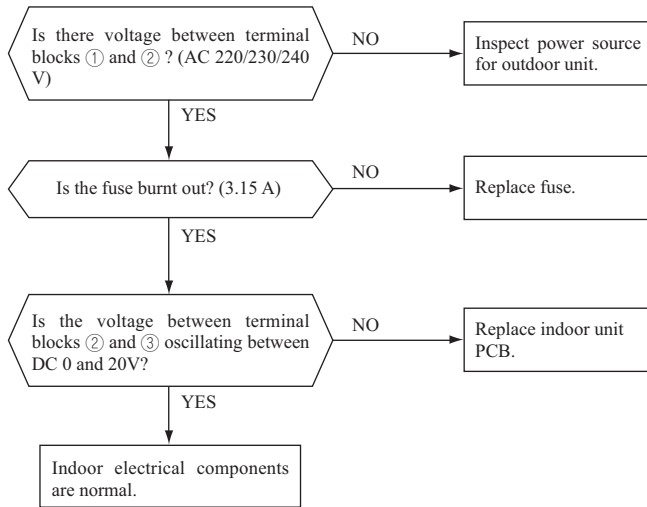 Is there voltage between terminal
blocks ① and ② ? (AC 220/230/240
V)
NO
Inspect power source
for outdoor unit.
YES
Is the fuse burnt out? (3.15 A)
NO
Replace fuse.
YES
Is the voltage between terminal
blocks ② and ③ oscillating between
DC 0 and 20V?
NO
Replace indoor unit
PCB.
YES
Indoor electrical components
are normal.